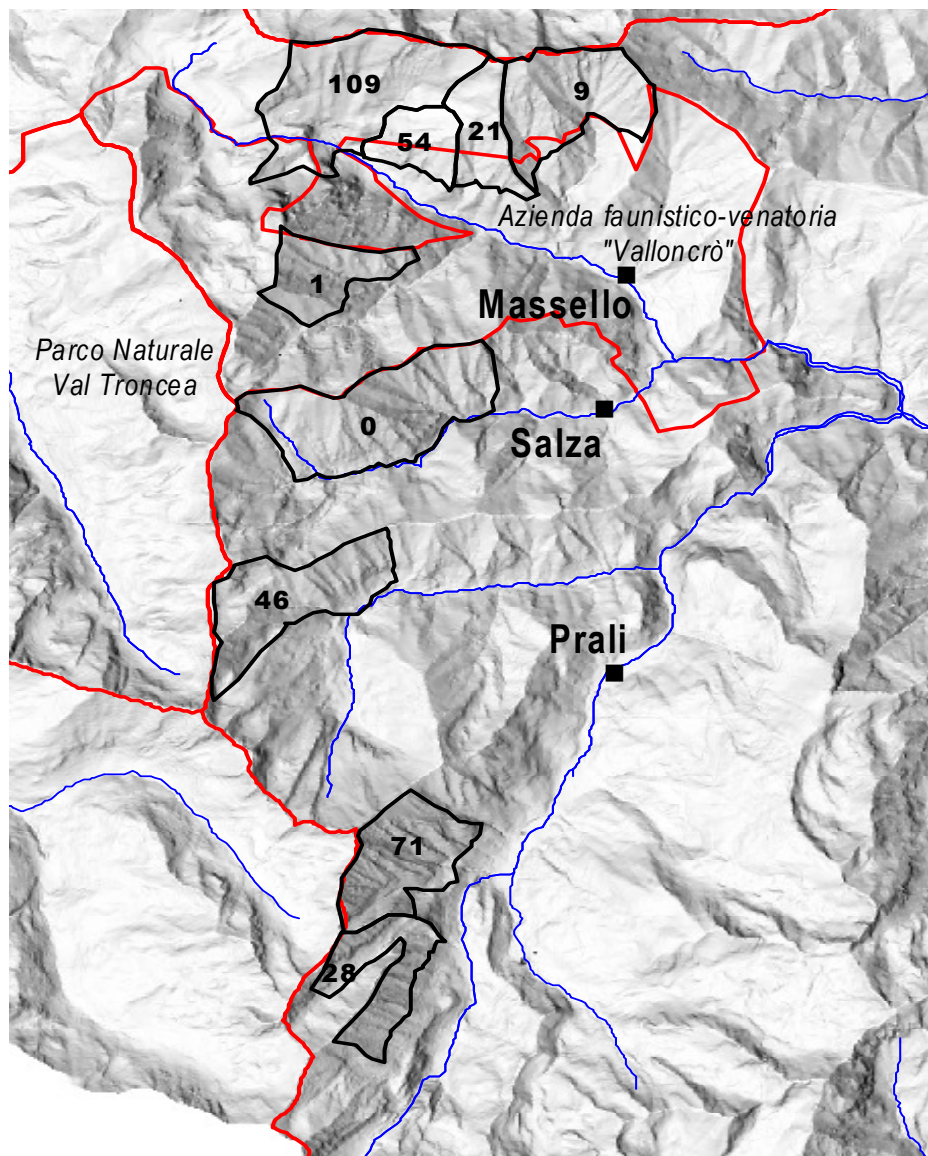 109
9
54
21
Azienda faunistico-venatoria
"Valloncrò"
1
Massello
Parco Naturale
Val Troncea
0
Salza
46
Prali
71
28